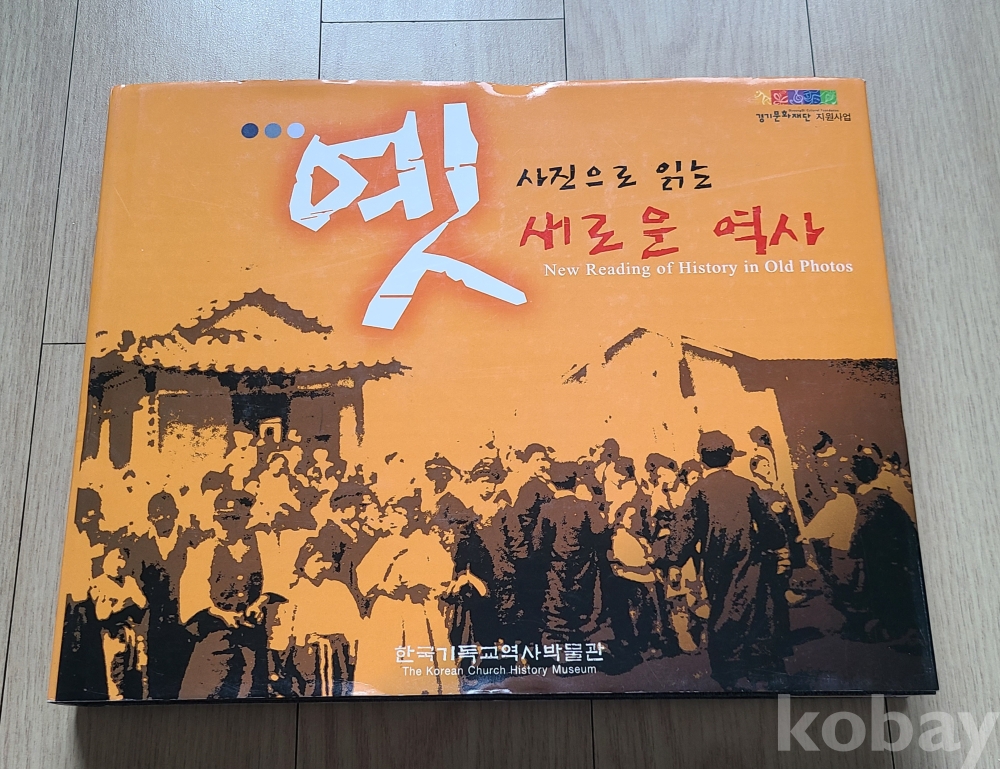 경기문화재단 지원사업
옛
사진으로 읽는
새로운 역사
New Reading of History in Old Photos
한국기독교역사박물관
The Korean Church History Museum
kobay